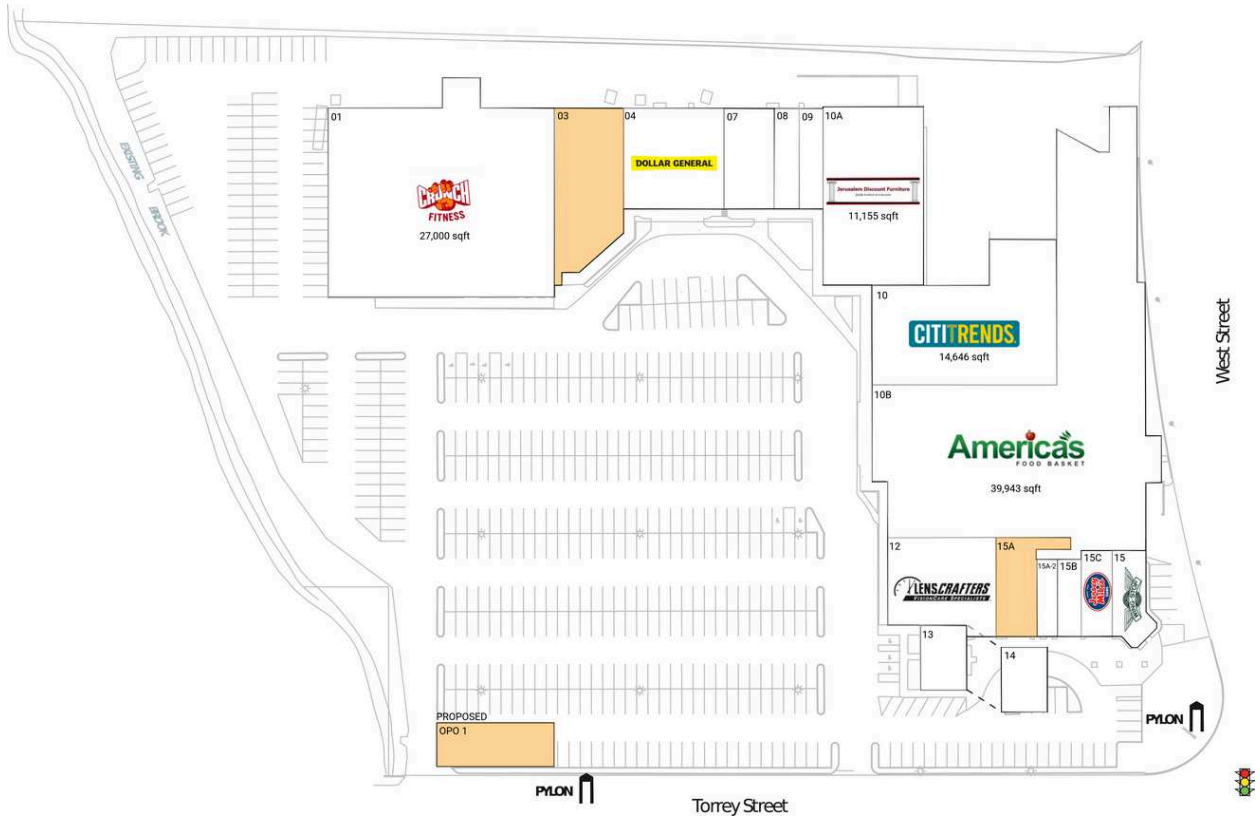 01
CRUNCH
FITNESS
27,000 sqft
03
04
DOLLAR GENERAL
07
08
09
10A
Jerusalem Discount Furniture
11,155 sqft
EXISTING
BROOK
10
CITITRENDS.
14,646 sqft
West Street
10B
America's
FOOD BASKET
39,943 sqft
12
LENSCRAFTERS
15A
15A-2
15B
15C
15
13
14
PROPOSED
OPO 1
PYLON
PYLON
Torrey Street